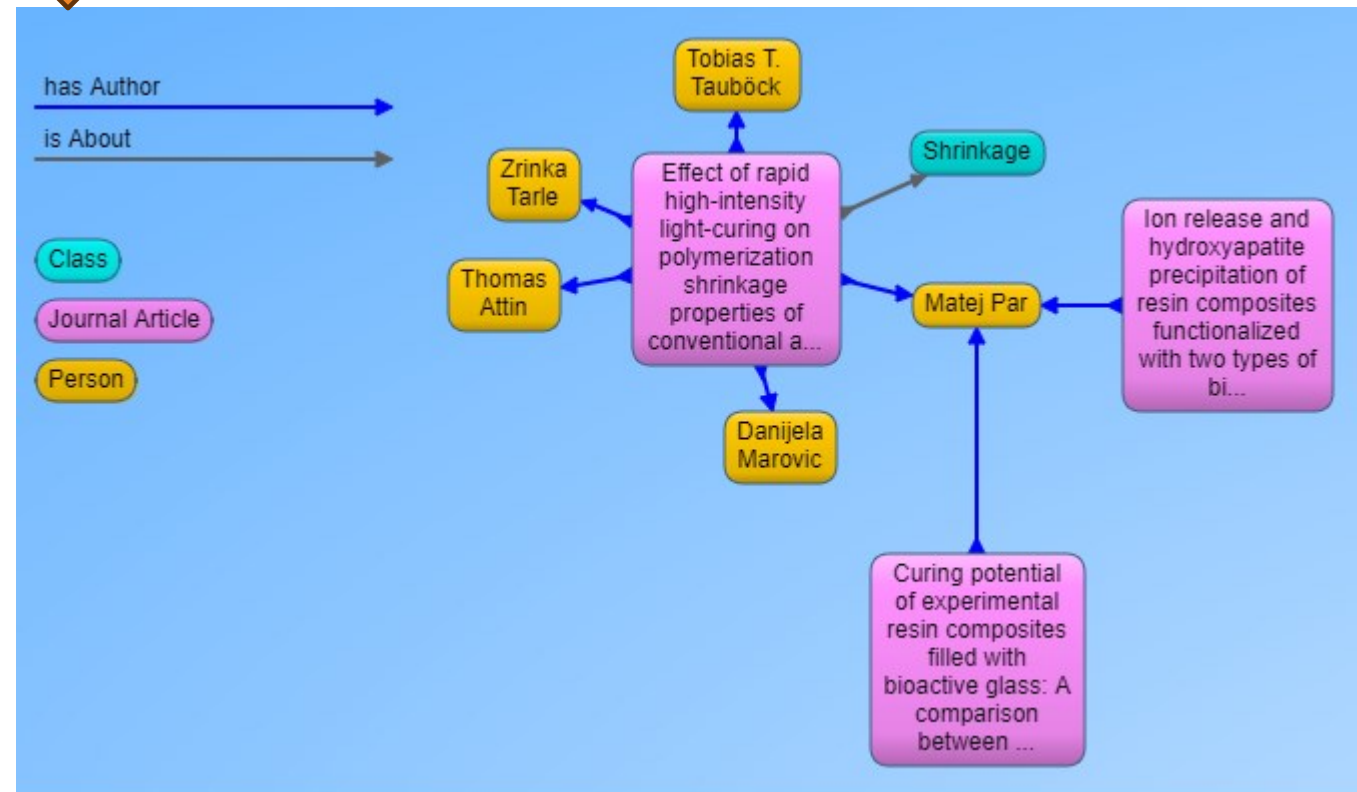 has Author
is About
Class
Journal Article
Person
Tobias T.
Tauböck
Zrinka
Tarle
Thomas
Attin
Effect of rapid
high-intensity
light-curing on
polymerization
shrinkage
properties of
conventional a...
Shrinkage
Matej Par
Danijela
Marovic
Ion release and
hydroxyapatite
precipitation of
resin composites
functionalized
with two types of
bi...
Curing potential
of experimental
resin composites
filled with
bioactive glass: A
comparison
between ...